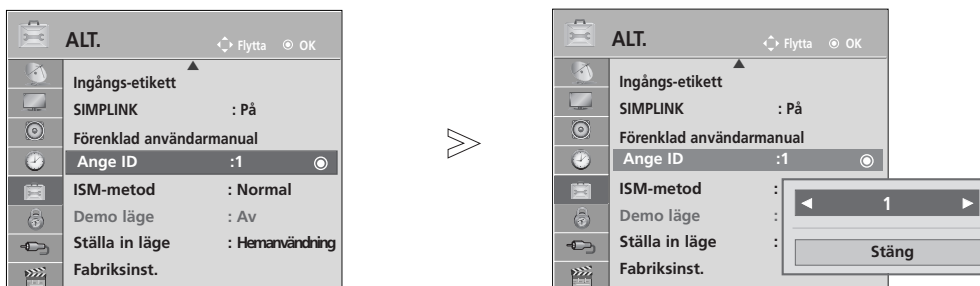 ALT. Flytta OK
Ingångs-etikett
SIMPLINK : På
Förenklad användarmanual
Ange ID :1
ISM-metod : Normal
Demo läge : Av
Ställa in läge : Hemanvändning
Fabriksinst.
ALT. Flytta OK
Ingångs-etikett
SIMPLINK : På
Förenklad användarmanual
Ange ID :1
ISM-metod :
Demo läge :
Ställa in läge :
Fabriksinst.
1
Stäng